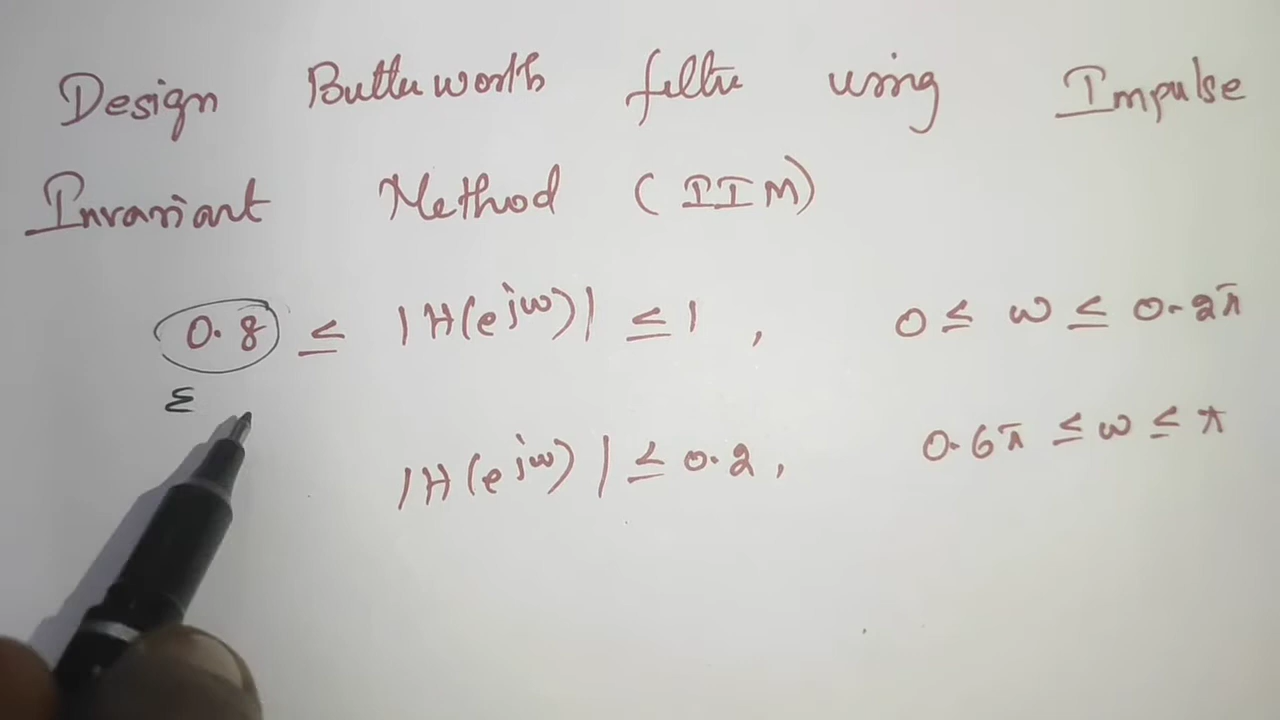 Design Butterworth filter using Impulse
Invariant Method (IIM)
0.8 ≤ |H(e^jω)| ≤ 1, 0 ≤ ω ≤ 0.2π
ε
|H(e^jω)| ≤ 0.2, 0.6π ≤ ω ≤ π